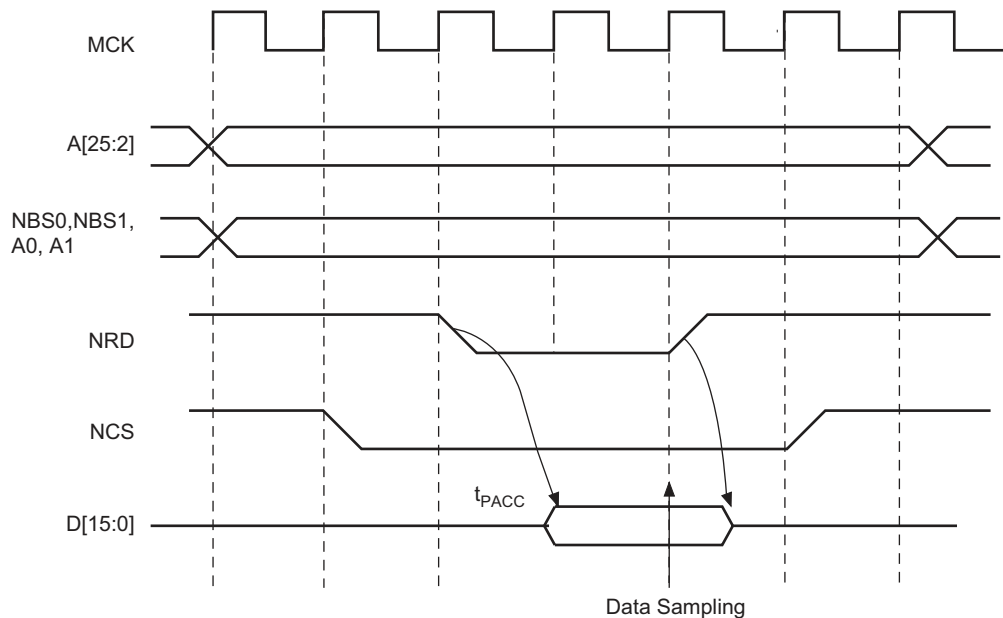 MCK
A[25:2]
NBS0,NBS1,
A0, A1
NRD
NCS
tPACC
D[15:0]
Data Sampling